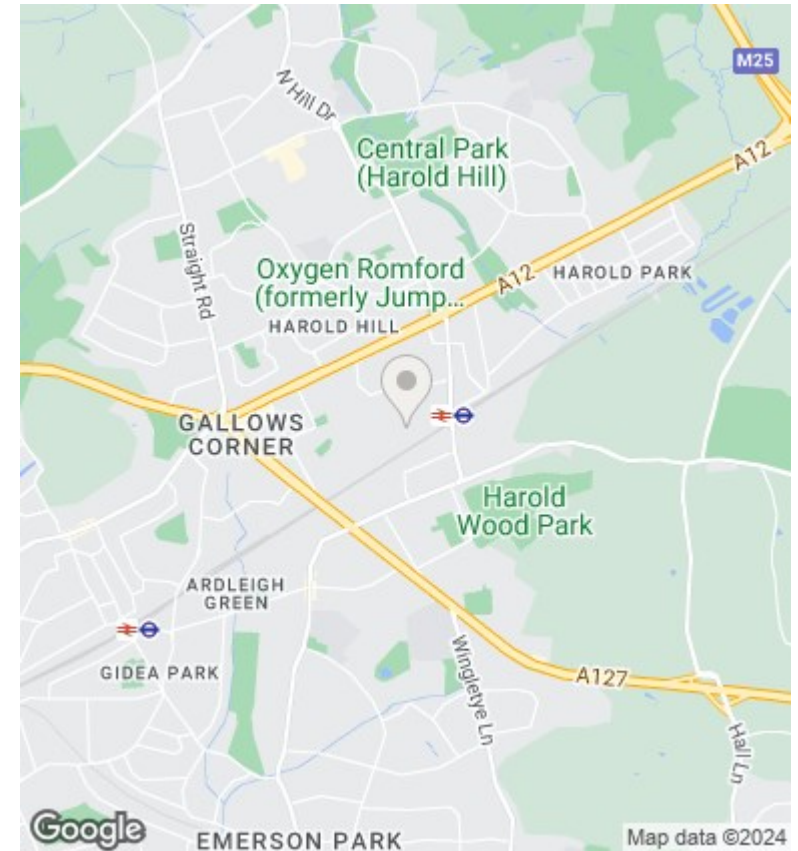 M25
N Hill Dr
Central Park
(Harold Hill)
A12
Straight Rd
Oxygen Romford
(formerly Jump...
A12
HAROLD PARK
HAROLD HILL
GALLOWS
CORNER
Harold
Wood Park
ARDLEIGH
GREEN
GIDEA PARK
Wingletye Ln
A127
Hall Ln
Google
EMERSON PARK
Map data ©2024